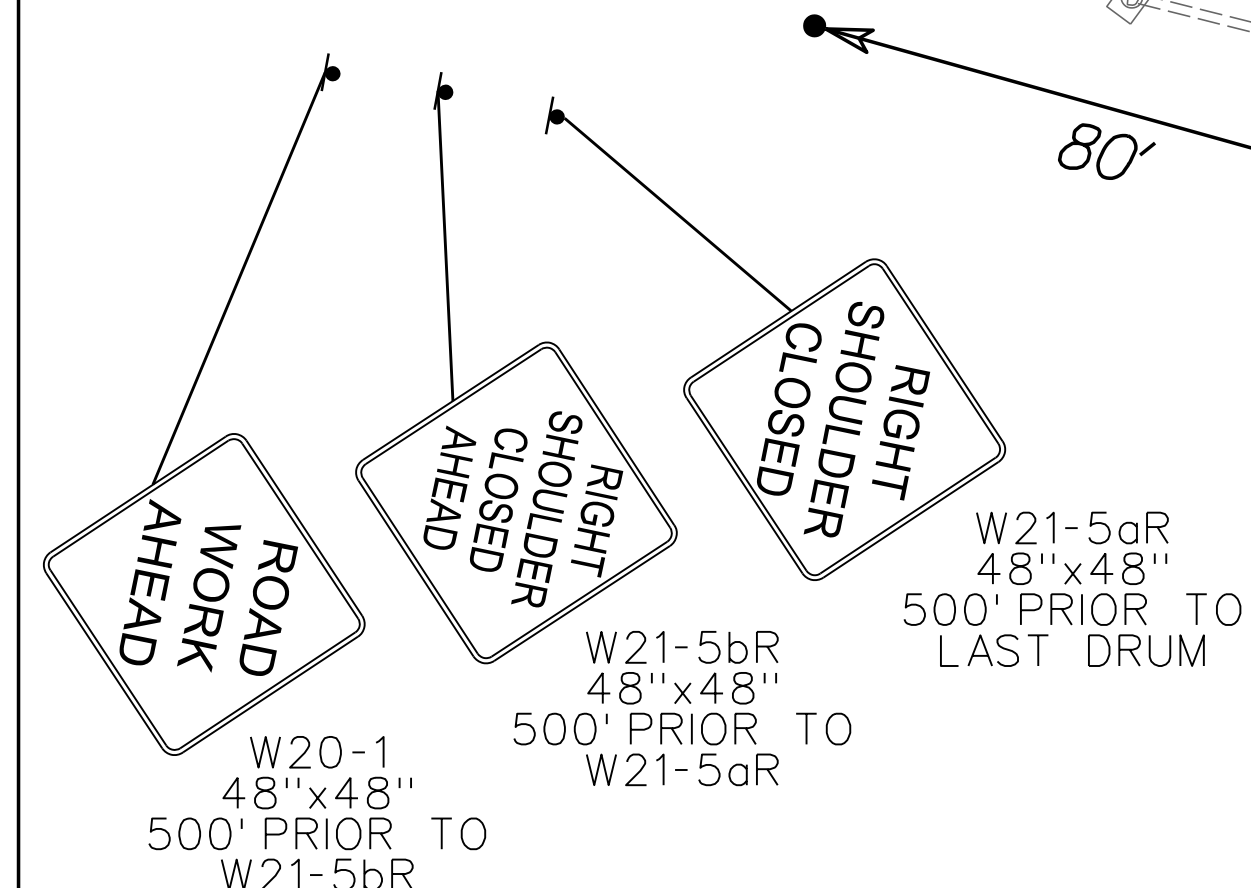 80'
ROAD
WORK
AHEAD
W20-1
48"x48"
500' PRIOR TO
W21-5bR
RIGHT
SHOULDER
CLOSED
AHEAD
W21-5bR
48"x48"
500' PRIOR TO
W21-5aR
RIGHT
SHOULDER
CLOSED
W21-5aR
48"x48"
500' PRIOR TO
LAST DRUM